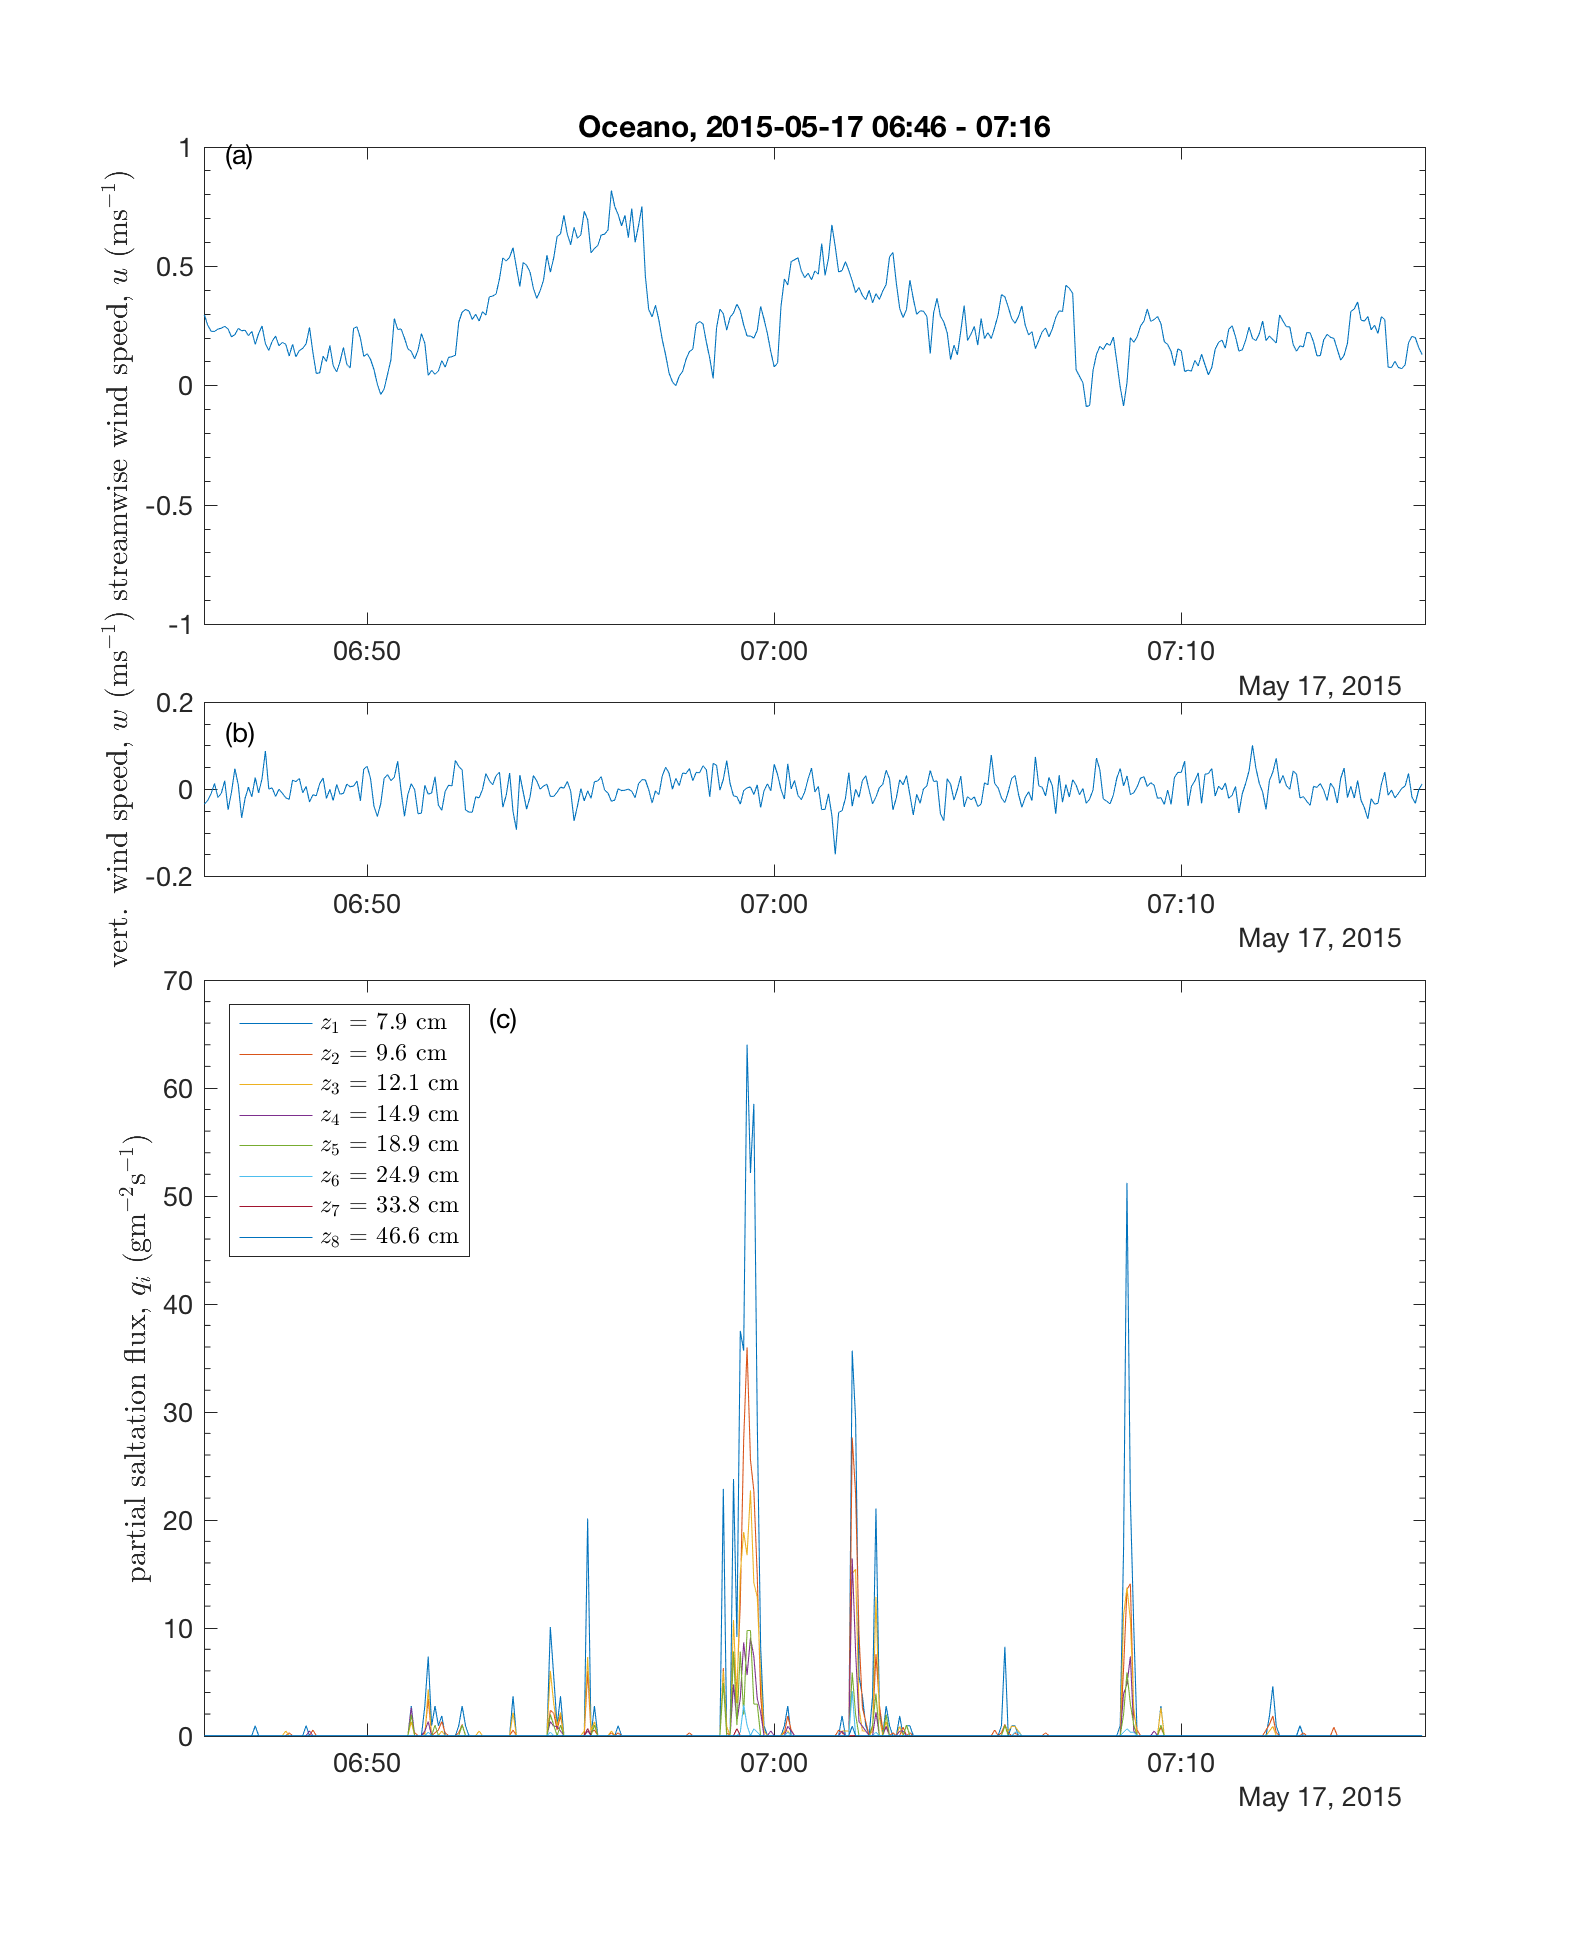 Oceano, 2015-05-17 06:46 - 07:16
(a)
streamwise wind speed, u (ms⁻¹)
1
0.5
0
-0.5
-1
06:50 07:00 07:10
May 17, 2015
(b)
vert. wind speed, w (ms⁻¹)
0.2
0
-0.2
06:50 07:00 07:10
May 17, 2015
(c)
partial saltation flux, qᵢ (gm⁻²s⁻¹)
70
60
50
40
30
20
10
0
z₁ = 7.9 cm
z₂ = 9.6 cm
z₃ = 12.1 cm
z₄ = 14.9 cm
z₅ = 18.9 cm
z₆ = 24.9 cm
z₇ = 33.8 cm
z₈ = 46.6 cm
06:50 07:00 07:10
May 17, 2015